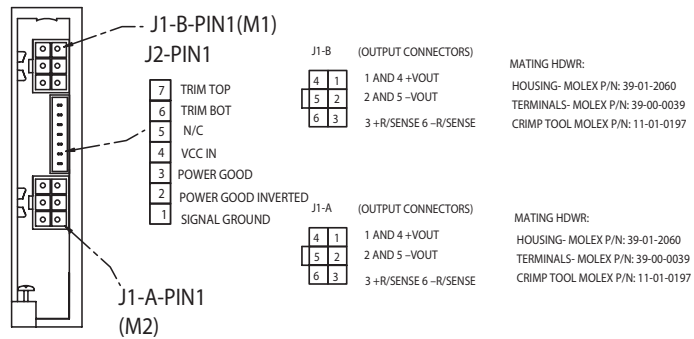 J1-B-PIN1(M1)
J2-PIN1
7 TRIM TOP
6 TRIM BOT
5 N/C
4 VCC IN
3 POWER GOOD
2 POWER GOOD INVERTED
1 SIGNAL GROUND
J1-A-PIN1
(M2)
J1-B (OUTPUT CONNECTORS)
4 1 1 AND 4 +VOUT
5 2 2 AND 5 –VOUT
6 3 3 +R/SENSE 6 –R/SENSE
MATING HDWR:
HOUSING- MOLEX P/N: 39-01-2060
TERMINALS- MOLEX P/N: 39-00-0039
CRIMP TOOL MOLEX P/N: 11-01-0197
J1-A (OUTPUT CONNECTORS)
4 1 1 AND 4 +VOUT
5 2 2 AND 5 –VOUT
6 3 3 +R/SENSE 6 –R/SENSE
MATING HDWR:
HOUSING- MOLEX P/N: 39-01-2060
TERMINALS- MOLEX P/N: 39-00-0039
CRIMP TOOL MOLEX P/N: 11-01-0197